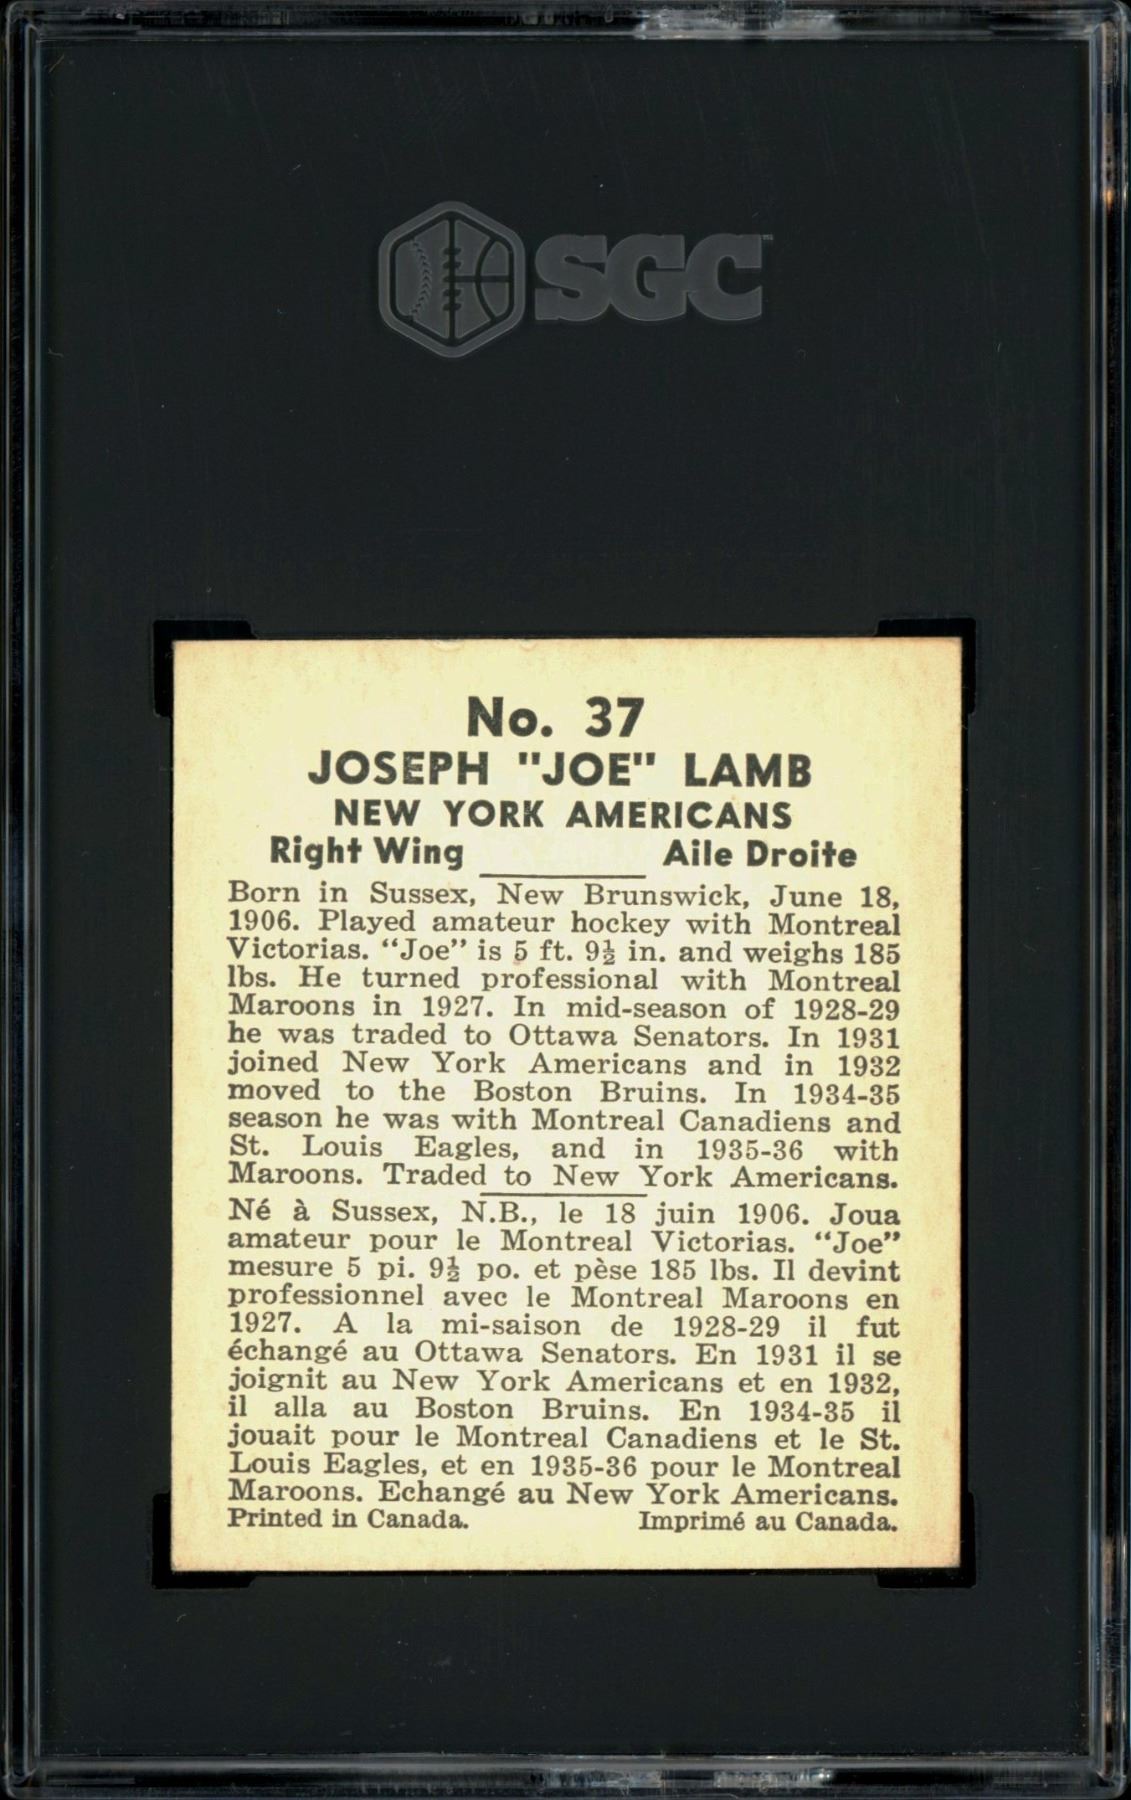 SGC
No. 37
JOSEPH "JOE" LAMB
NEW YORK AMERICANS
Right Wing Aile Droite
Born in Sussex, New Brunswick, June 18,
1906. Played amateur hockey with Montreal
Victorias. "Joe" is 5 ft. 9½ in. and weighs 185
lbs. He turned professional with Montreal
Maroons in 1927. In mid-season of 1928-29
he was traded to Ottawa Senators. In 1931
joined New York Americans and in 1932
moved to the Boston Bruins. In 1934-35
season he was with Montreal Canadiens and
St. Louis Eagles, and in 1935-36 with
Maroons. Traded to New York Americans.
Né à Sussex, N.B., le 18 juin 1906. Joua
amateur pour le Montreal Victorias. "Joe"
mesure 5 pi. 9½ po. et pèse 185 lbs. Il devint
professionnel avec le Montreal Maroons en
1927. A la mi-saison de 1928-29 il fut
échangé au Ottawa Senators. En 1931 il se
joignit au New York Americans et en 1932,
il alla au Boston Bruins. En 1934-35 il
jouait pour le Montreal Canadiens et le St.
Louis Eagles, et en 1935-36 pour le Montreal
Maroons. Echangé au New York Americans.
Printed in Canada. Imprimé au Canada.